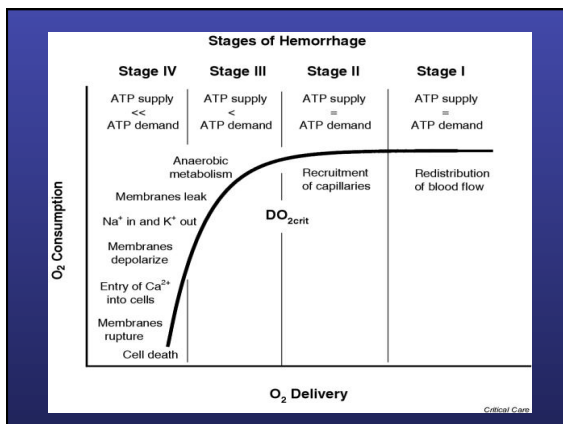 Stages of Hemorrhage
Stage IV
Stage III
Stage II
Stage I
ATP supply
<<
ATP demand
ATP supply
<
ATP demand
ATP supply
=
ATP demand
ATP supply
=
ATP demand
Anaerobic
metabolism
Membranes leak
Na⁺ in and K⁺ out
Membranes
depolarize
Entry of Ca²⁺
into cells
Membranes
rupture
Cell death
DO₂crit
Recruitment
of capillaries
Redistribution
of blood flow
O₂ Consumption
O₂ Delivery
Critical Care